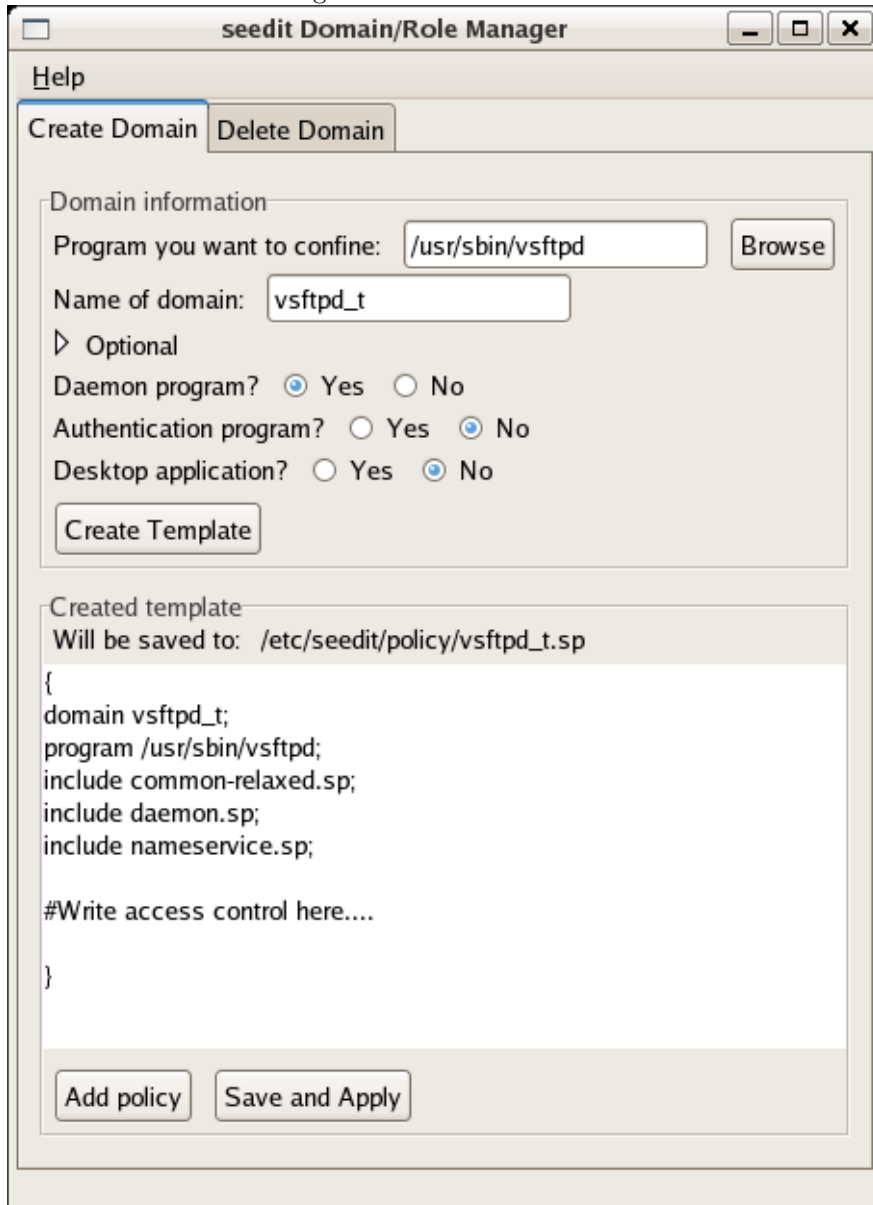 seedit Domain/Role Manager
Help
Create Domain Delete Domain
Domain information
Program you want to confine: /usr/sbin/vsftpd Browse
Name of domain: vsftpd_t
Optional
Daemon program? Yes No
Authentication program? Yes No
Desktop application? Yes No
Create Template
Created template
Will be saved to: /etc/seedit/policy/vsftpd_t.sp
{
domain vsftpd_t;
program /usr/sbin/vsftpd;
include common-relaxed.sp;
include daemon.sp;
include nameservice.sp;
#Write access control here....
}
Add policy Save and Apply